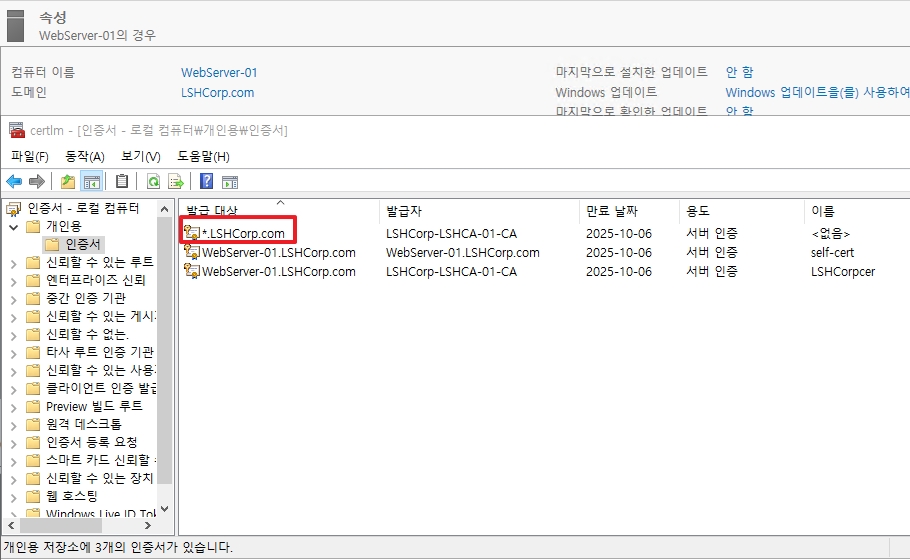 속성
WebServer-01의 경우
컴퓨터 이름 WebServer-01 마지막으로 설치한 업데이트 안 함
도메인 LSHCorp.com Windows 업데이트 Windows 업데이트을(를) 사용하여
마지막으로 확인한 업데이트 안 함
certlm - [인증서 - 로컬 컴퓨터₩개인용₩인증서]
파일(F) 동작(A) 보기(V) 도움말(H)
인증서 - 로컬 컴퓨터
개인용
인증서
신뢰할 수 있는 루트
엔터프라이즈 신뢰
중간 인증 기관
신뢰할 수 있는 게시
신뢰할 수 없는.
타사 루트 인증 기관
신뢰할 수 있는 사용
클라이언트 인증 발급
Preview 빌드 루트
원격 데스크톱
인증서 등록 요청
스마트 카드 신뢰할
신뢰할 수 있는 장치
웹 호스팅
Windows Live ID Tok
발급 대상 발급자 만료 날짜 용도 이름
*.LSHCorp.com LSHCorp-LSHCA-01-CA 2025-10-06 서버 인증 <없음>
WebServer-01.LSHCorp.com WebServer-01.LSHCorp.com 2025-10-06 서버 인증 self-cert
WebServer-01.LSHCorp.com LSHCorp-LSHCA-01-CA 2025-10-06 서버 인증 LSHCorpcer
개인용 저장소에 3개의 인증서가 있습니다.